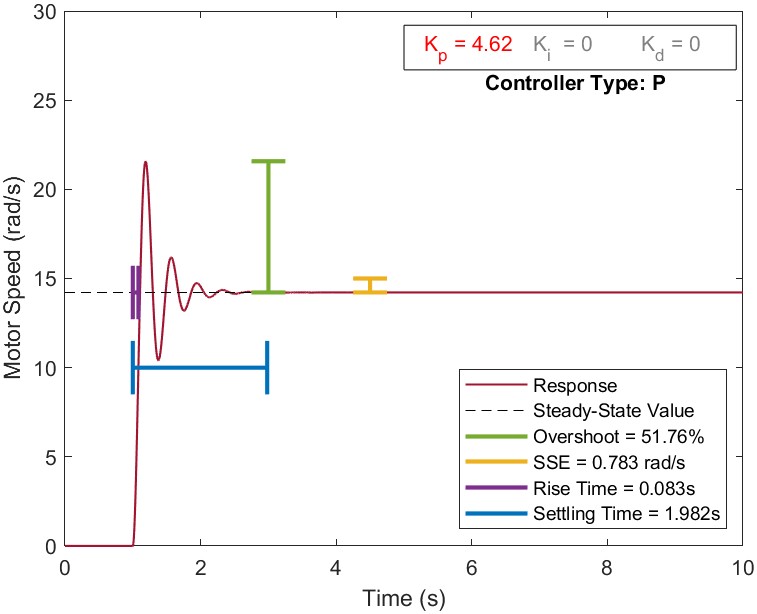 30
25
20
15
10
5
0
Motor Speed (rad/s)
Kp = 4.62 Ki = 0 Kd = 0
Controller Type: P
Response
Steady-State Value
Overshoot = 51.76%
SSE = 0.783 rad/s
Rise Time = 0.083s
Settling Time = 1.982s
0 2 4 6 8 10
Time (s)